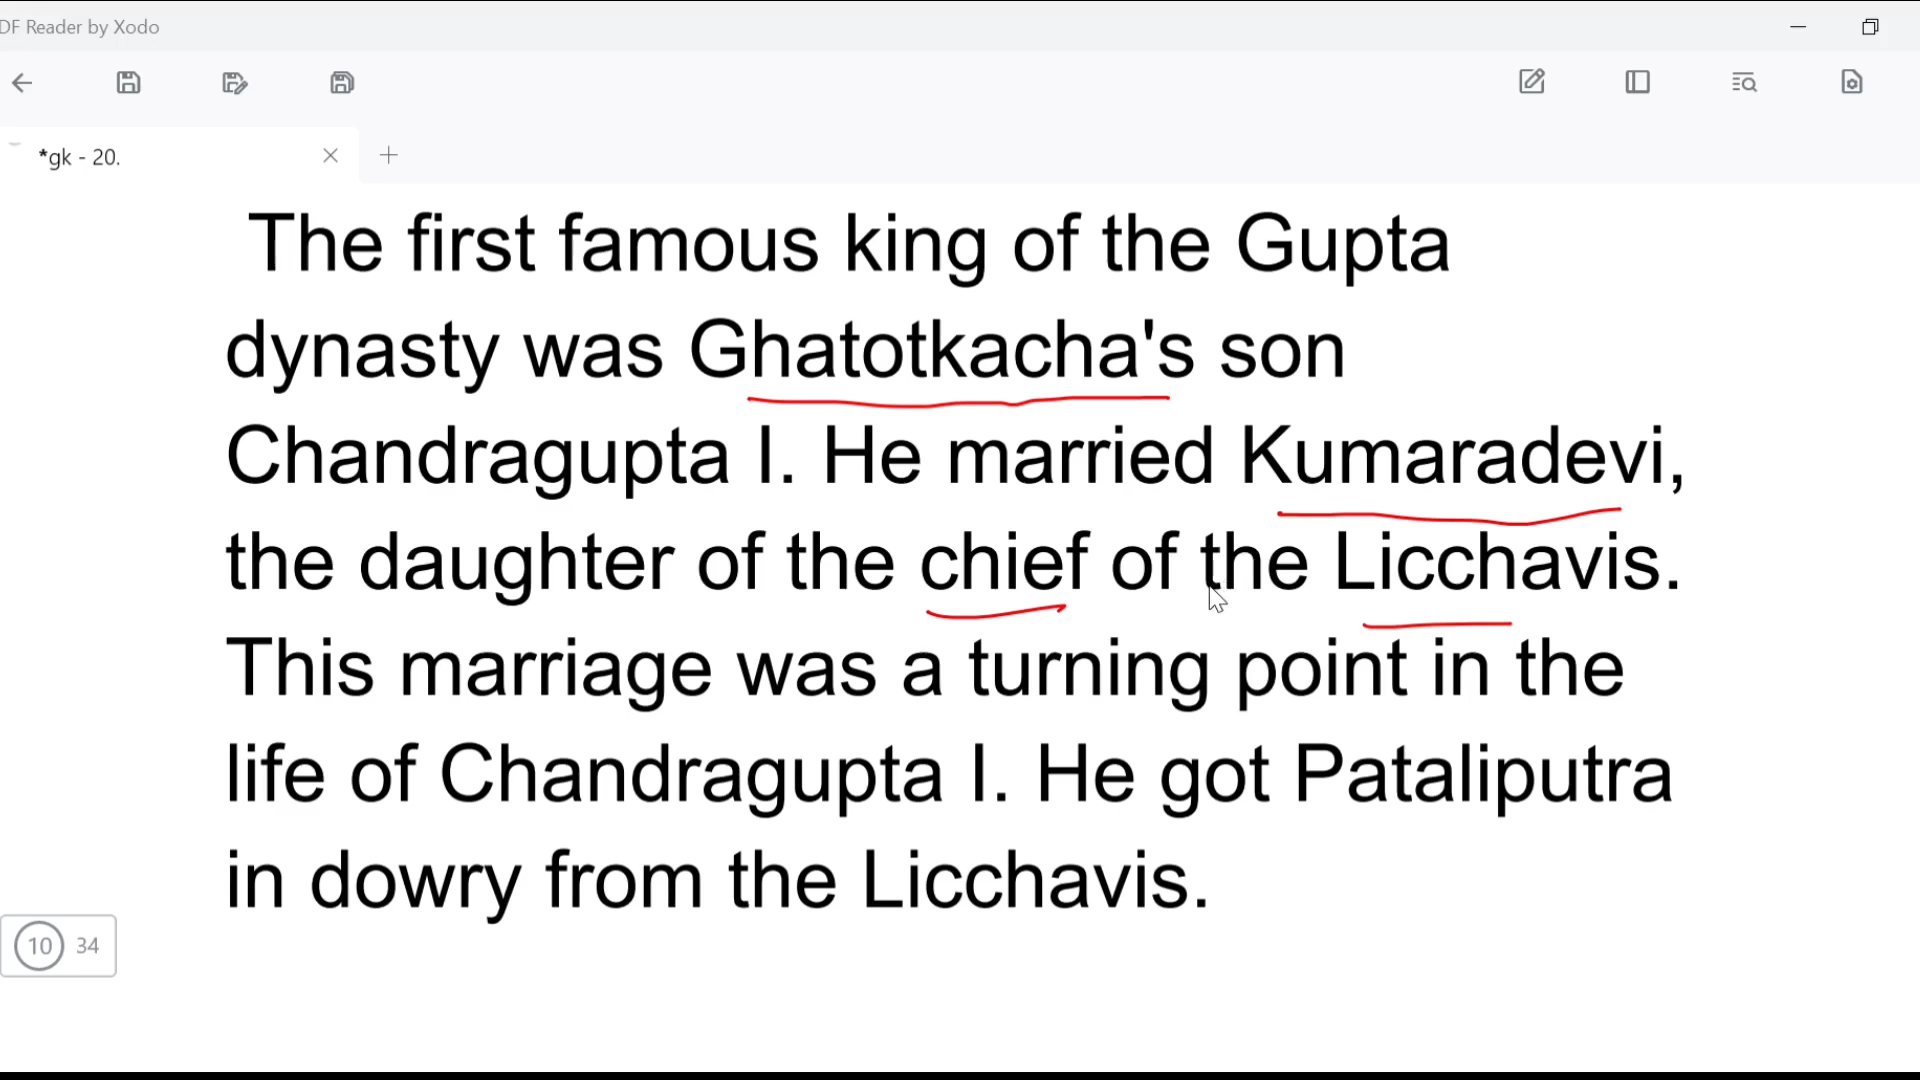 DF Reader by Xodo
*gk - 20.
The first famous king of the Gupta
dynasty was Ghatotkacha's son
Chandragupta I. He married Kumaradevi,
the daughter of the chief of the Licchavis.
This marriage was a turning point in the
life of Chandragupta I. He got Pataliputra
in dowry from the Licchavis.
10 34